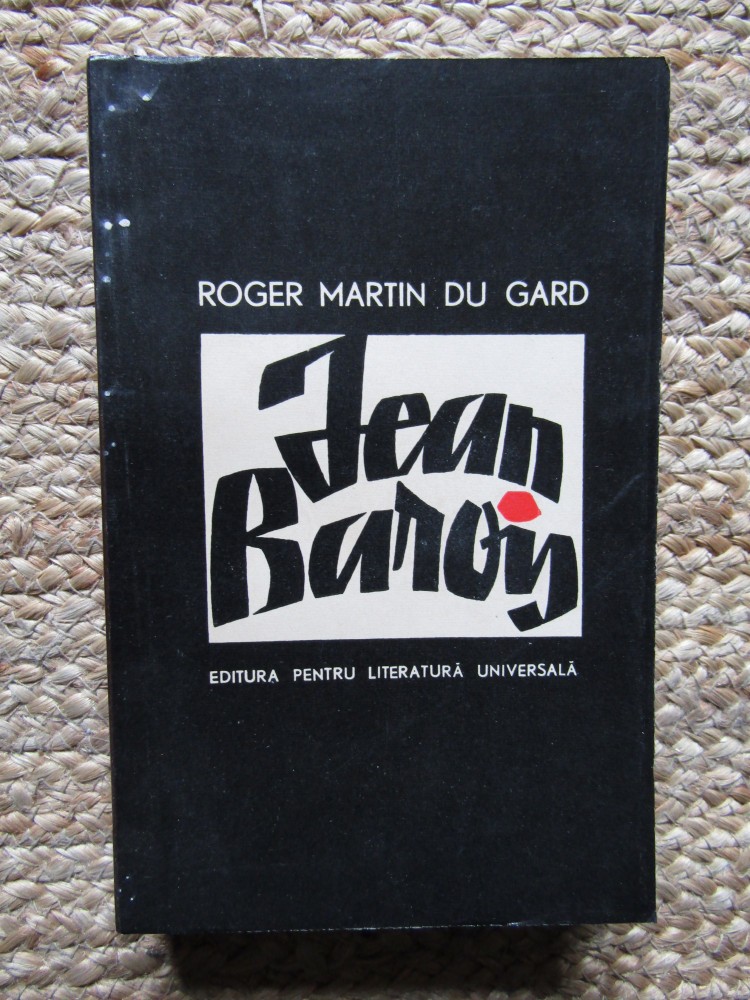 ROGER MARTIN DU GARD
Jean
Barois
EDITURA PENTRU LITERATURĂ UNIVERSALĂ